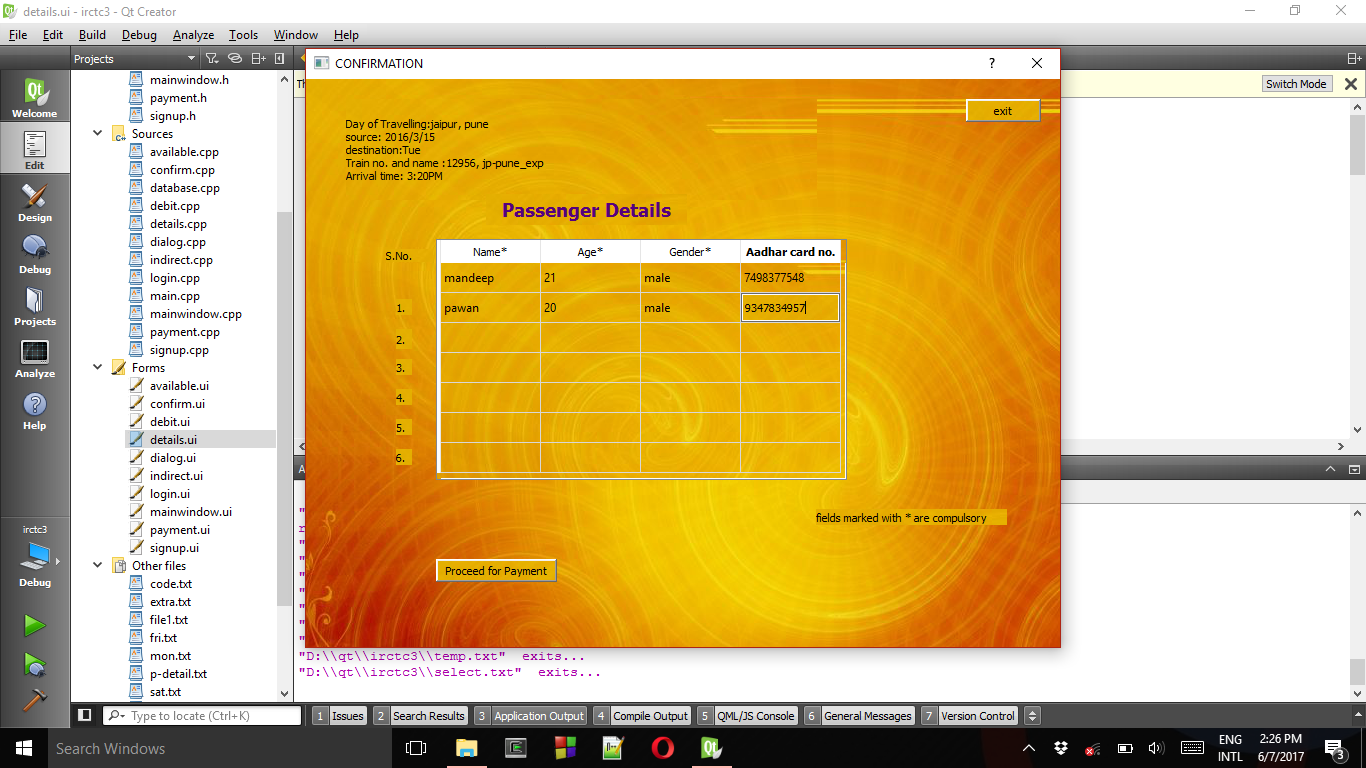 details.ui - irctc3 - Qt Creator
File Edit Build Debug Analyze Tools Window Help
Projects
Switch Mode
Welcome
Edit
Design
Debug
Projects
Analyze
Help
irctc3
Debug
mainwindow.h
payment.h
signup.h
Sources
available.cpp
confirm.cpp
database.cpp
debit.cpp
details.cpp
dialog.cpp
indirect.cpp
login.cpp
main.cpp
mainwindow.cpp
payment.cpp
signup.cpp
Forms
available.ui
confirm.ui
debit.ui
details.ui
dialog.ui
indirect.ui
login.ui
mainwindow.ui
payment.ui
signup.ui
Other files
code.txt
extra.txt
file1.txt
fri.txt
mon.txt
p-detail.txt
sat.txt
CONFIRMATION ?
exit
Day of Travelling:jaipur, pune
source: 2016/3/15
destination:Tue
Train no. and name :12956, jp-pune_exp
Arrival time: 3:20PM
Passenger Details
S.No. Name* Age* Gender* Aadhar card no.
mandeep 21 male 7498377548
1. pawan 20 male 9347834957
2.
3.
4.
5.
6.
fields marked with * are compulsory
Proceed for Payment
"D:\\qt\\irctc3\\temp.txt" exits...
"D:\\qt\\irctc3\\select.txt" exits...
Type to locate (Ctrl+K) 1 Issues 2 Search Results 3 Application Output 4 Compile Output 5 QML/JS Console 6 General Messages 7 Version Control
Search Windows
ENG 2:26 PM
INTL 6/7/2017 3